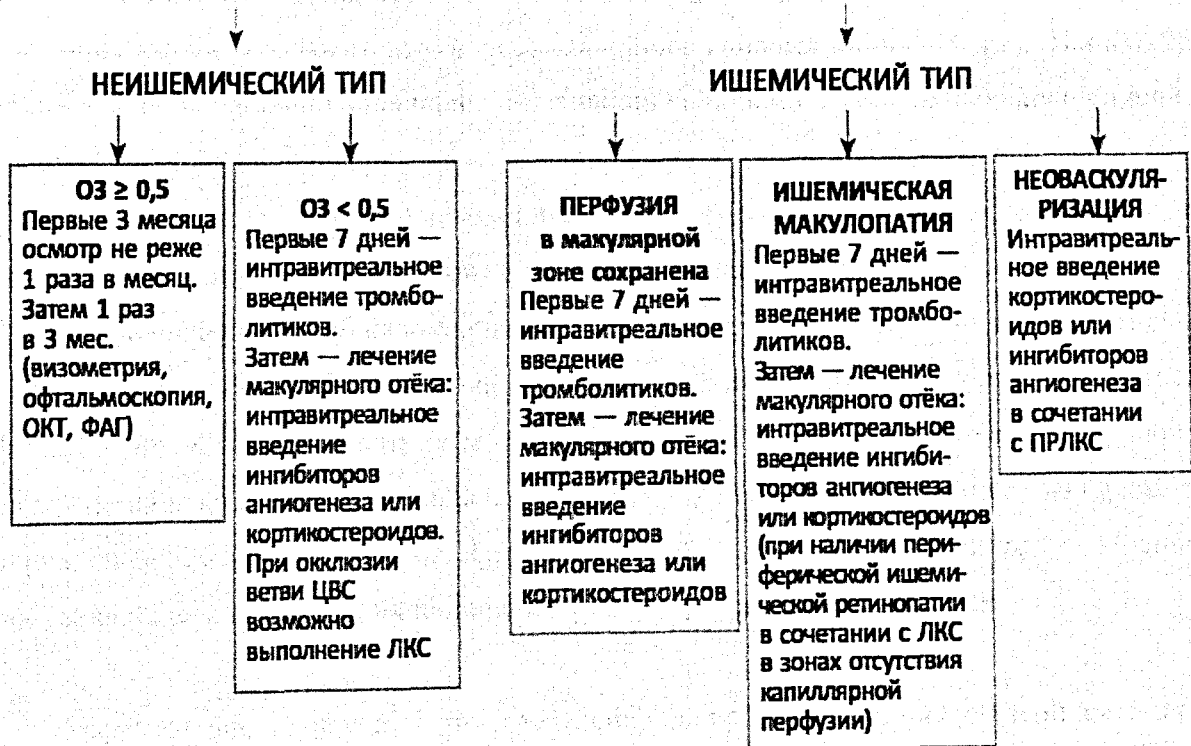 НЕИШЕМИЧЕСКИЙ ТИП
ИШЕМИЧЕСКИЙ ТИП
ОЗ ≥ 0,5
Первые 3 месяца
осмотр не реже
1 раза в месяц.
Затем 1 раз
в 3 мес.
(визометрия,
офтальмоскопия,
ОКТ, ФАГ)
ОЗ < 0,5
Первые 7 дней —
интравитреальное
введение тромбо-
литиков.
Затем — лечение
макулярного отёка:
интравитреальное
введение
ингибиторов
ангиогенеза или
кортикостероидов.
При окклюзии
ветви ЦВС
возможно
выполнение ЛКС
ПЕРФУЗИЯ
в макулярной
зоне сохранена
Первые 7 дней —
интравитреальное
введение
тромболитиков.
Затем — лечение
макулярного отёка:
интравитреальное
введение
ингибиторов
ангиогенеза или
кортикостероидов
ИШЕМИЧЕСКАЯ
МАКУЛОПАТИЯ
Первые 7 дней —
интравитреальное
введение тромбо-
литиков.
Затем — лечение
макулярного отёка:
интравитреальное
введение ингиби-
торов ангиогенеза
или кортикостероидов
(при наличии пери-
ферической ишеми-
ческой ретинопатии
в сочетании с ЛКС
в зонах отсутствия
капиллярной
перфузии)
НЕОВАСКУЛЯ-
РИЗАЦИЯ
Интравитреаль-
ное введение
кортикостеро-
идов или
ингибиторов
ангиогенеза
в сочетании
с ПРЛКС